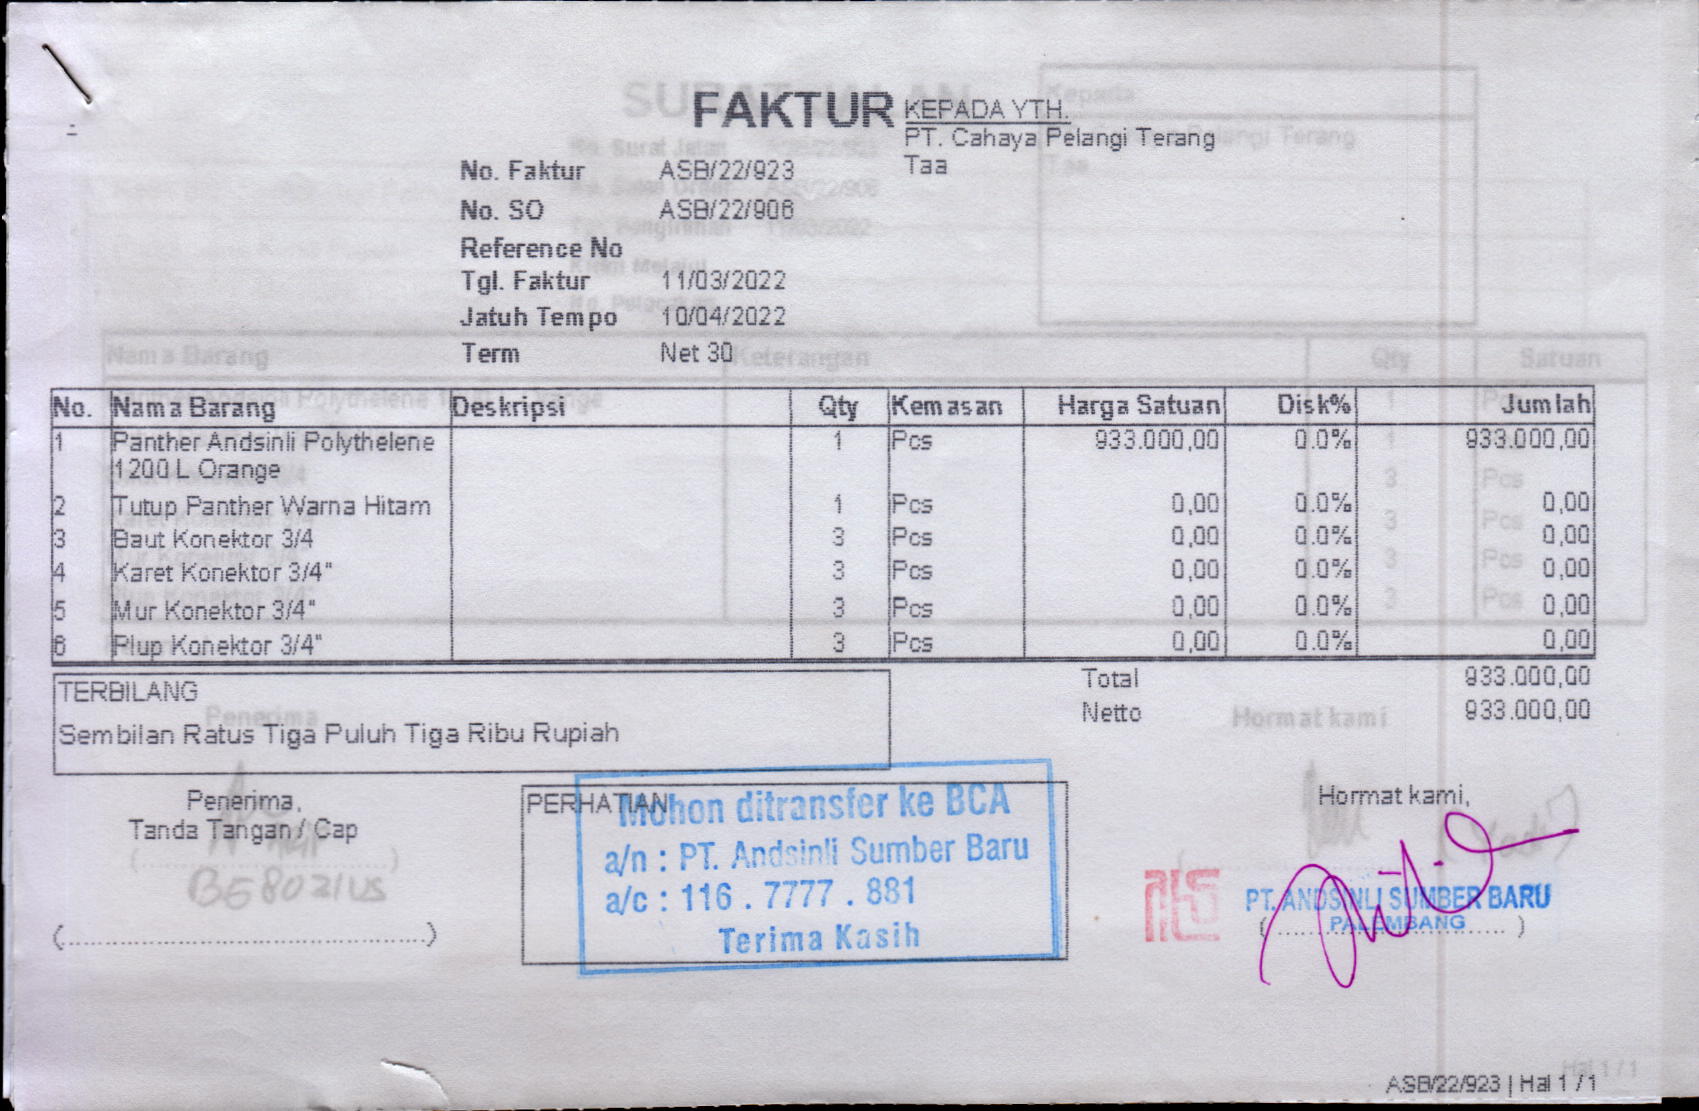 FAKTUR
KEPADA YTH.
PT. Cahaya Pelangi Terang
Taa
No. Faktur ASB/22/923
No. SO ASB/22/906
Reference No
Tgl. Faktur 11/03/2022
Jatuh Tempo 10/04/2022
Term Net 30
No. Nama Barang Deskripsi Qty Kemasan Harga Satuan Disk% Jumlah
1 Panther Andsinli Polythelene 1 Pcs 933.000,00 0.0% 933.000,00
1200 L Orange
2 Tutup Panther Warna Hitam 1 Pcs 0,00 0.0% 0,00
3 Baut Konektor 3/4 3 Pcs 0,00 0.0% 0,00
4 Karet Konektor 3/4" 3 Pcs 0,00 0.0% 0,00
5 Mur Konektor 3/4" 3 Pcs 0,00 0.0% 0,00
6 Plup Konektor 3/4" 3 Pcs 0,00 0.0% 0,00
Total 933.000,00
Netto 933.000,00
TERBILANG
Sembilan Ratus Tiga Puluh Tiga Ribu Rupiah
Penerima,
Tanda Tangan / Cap
(................................................)
PERHATIAN
Mohon ditransfer ke BCA
a/n : PT. Andsinli Sumber Baru
a/c : 116 . 7777 . 881
Terima Kasih
Hormat kami,
PT. ANDSINLI SUMBER BARU
PALEMBANG
ASB/22/923 | Hal 1 / 1